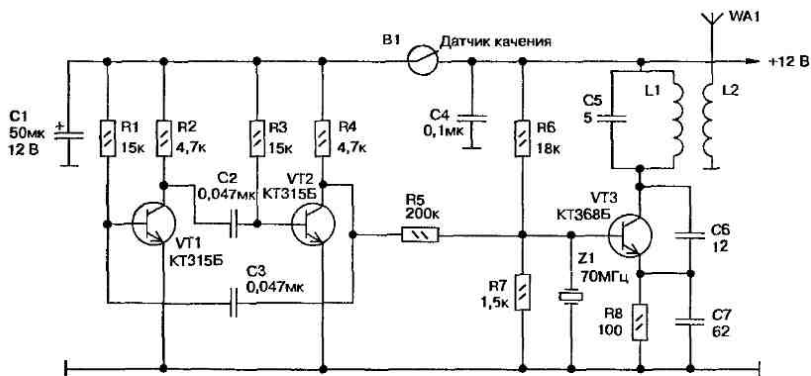 WA1
B1
Датчик качения
+12 В
C1
50мк
12 В
+
R1
15к
R2
4,7к
R3
15к
R4
4,7к
C4
0,1мк
R6
18к
C5
5
L1
L2
C2
0,047мк
VT2
КТ315Б
VT1
КТ315Б
R5
200к
VT3
КТ368Б
C6
12
C3
0,047мк
R7
1,5к
Z1
70МГц
R8
100
C7
62